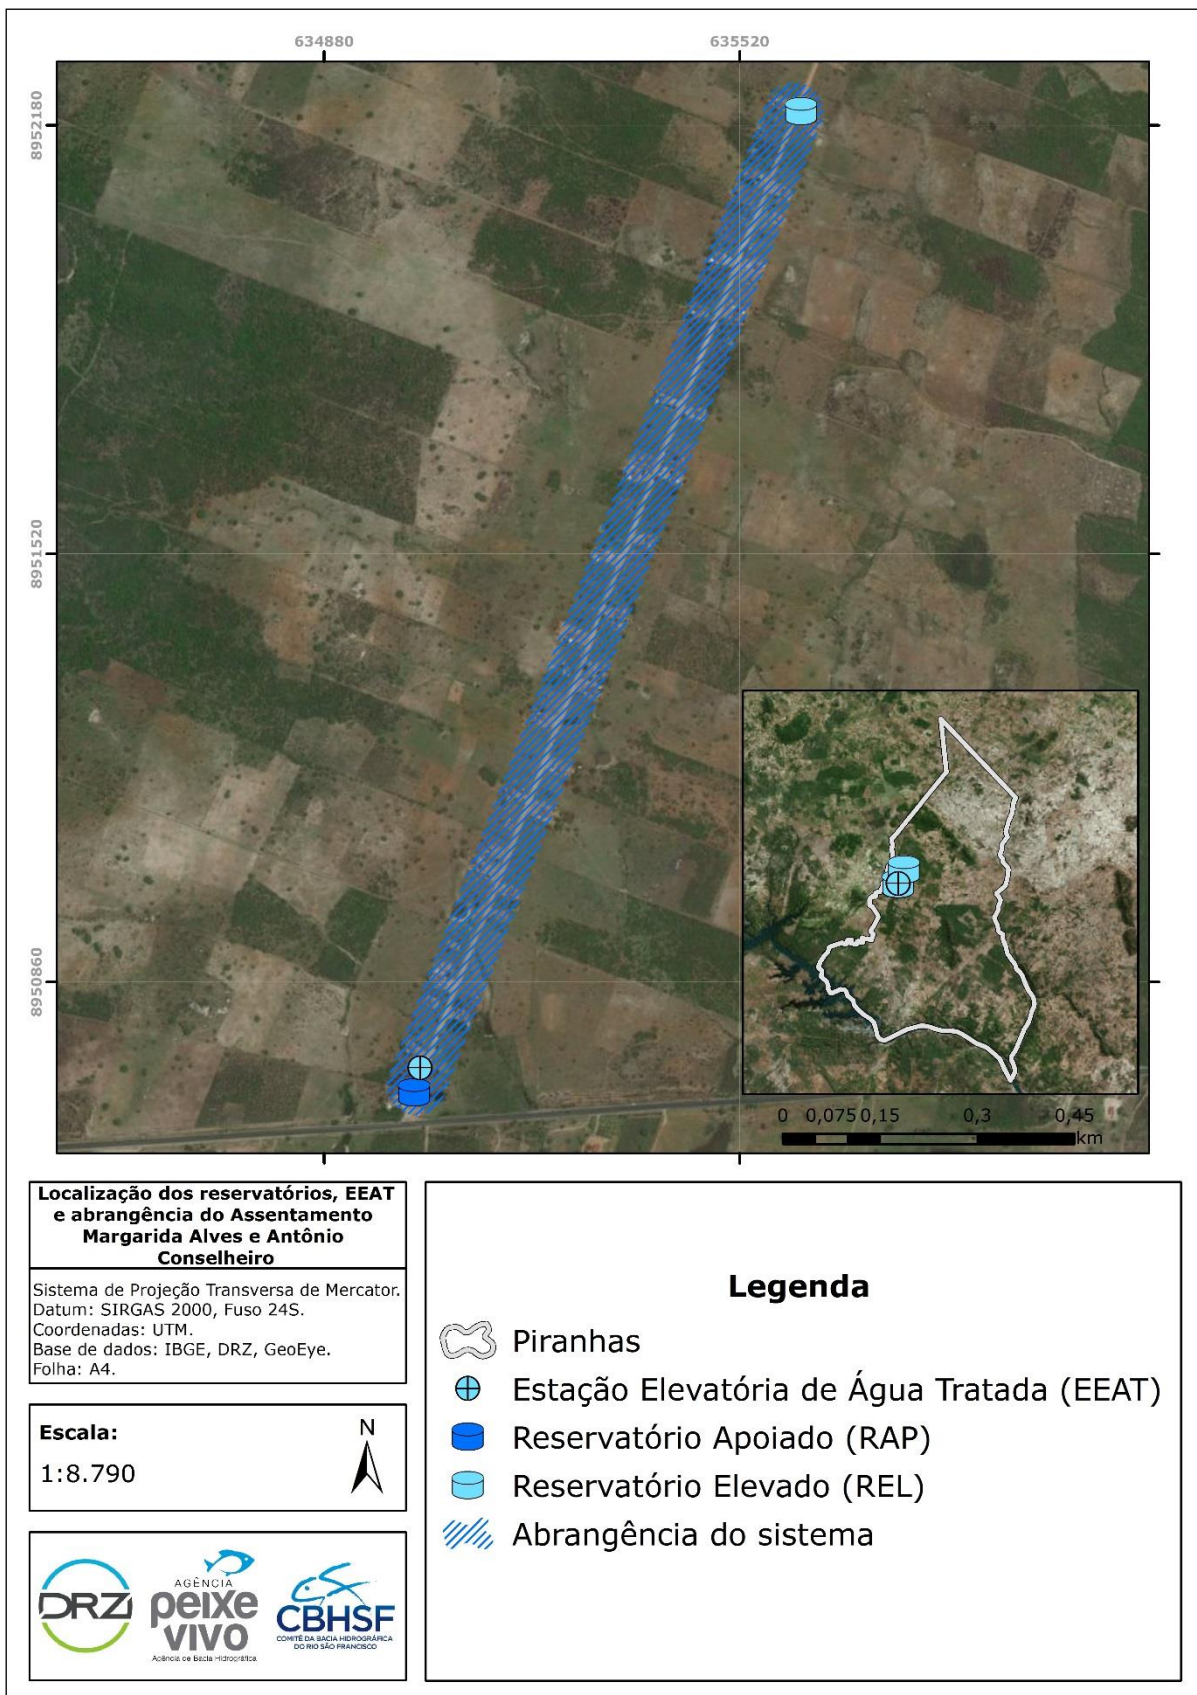 634880
635520
8952180
8951520
8950860
0 0,075 0,15 0,3 0,45
km
Localização dos reservatórios, EEAT
e abrangência do Assentamento
Margarida Alves e Antônio
Conselheiro
Sistema de Projeção Transversa de Mercator.
Datum: SIRGAS 2000, Fuso 24S.
Coordenadas: UTM.
Base de dados: IBGE, DRZ, GeoEye.
Folha: A4.
Escala:
1:8.790
N
DRZ
AGÊNCIA
peixe
VIVO
Agência de Bacia Hidrográfica
CBHSF
COMITÊ DA BACIA HIDROGRÁFICA
DO RIO SÃO FRANCISCO
Legenda
Piranhas
Estação Elevatória de Água Tratada (EEAT)
Reservatório Apoiado (RAP)
Reservatório Elevado (REL)
Abrangência do sistema